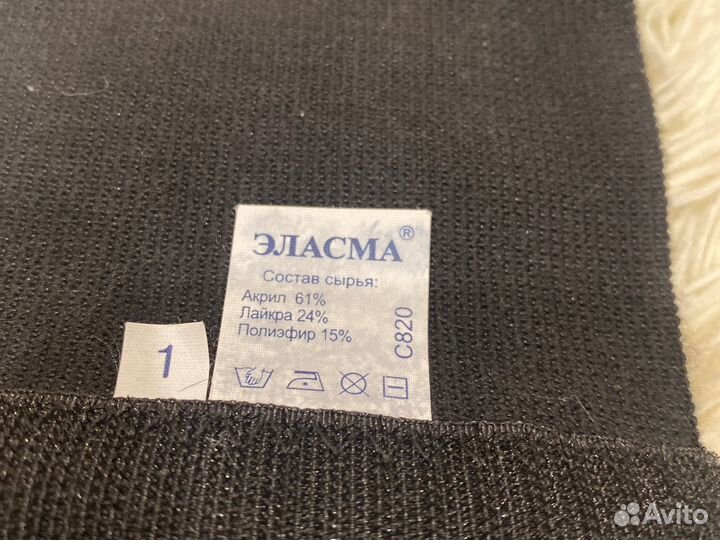 ЭЛАСМА®
Состав сырья:
Акрил 61%
Лайкра 24%
Полиэфир 15%
С820
1
Avito